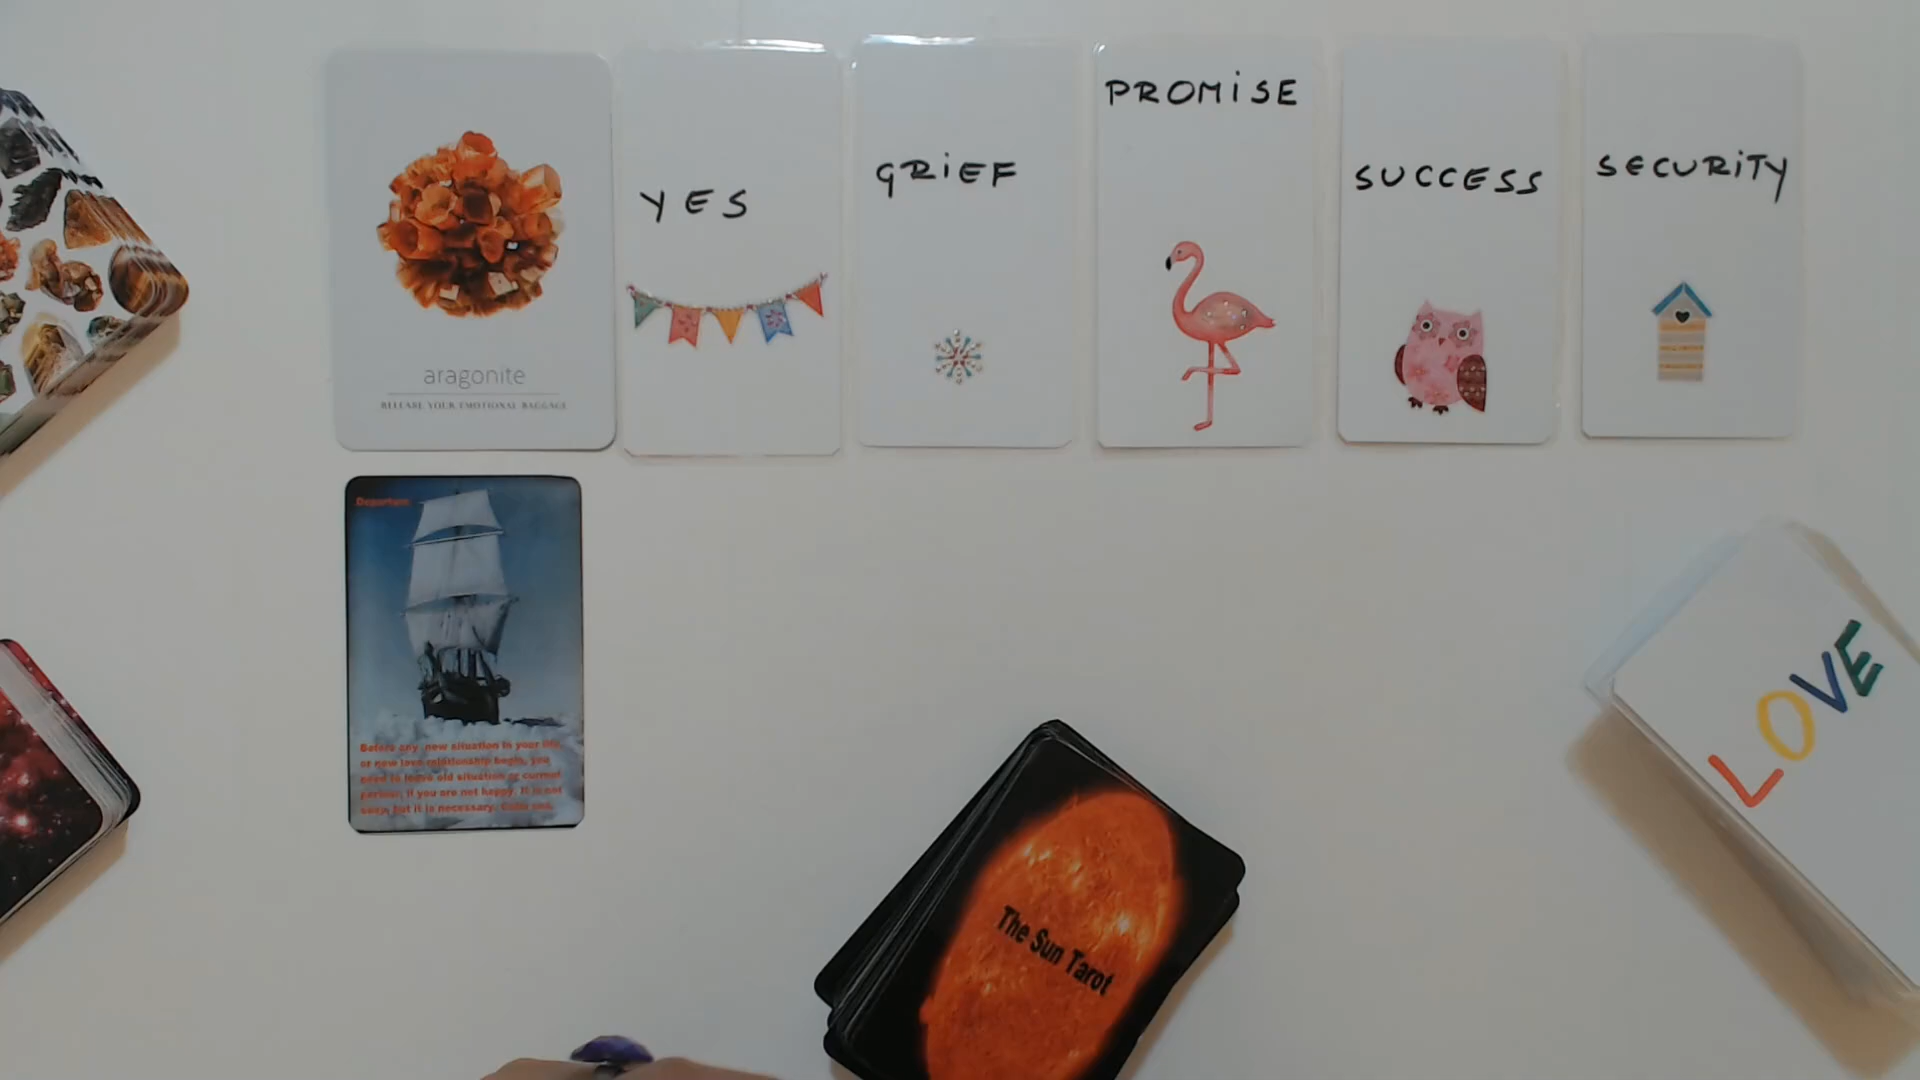 aragonite
RELEASE YOUR EMOTIONAL BAGGAGE
YES
GRiEF
PROMiSE
SUCCESS
SECURiTY
Departure
Before any new situation in your life,
or new love relationship begin, you
need to leave old situation or current
partner, if you are not happy. It is not
easy, but it is necessary.
LOVE
The Sun Tarot